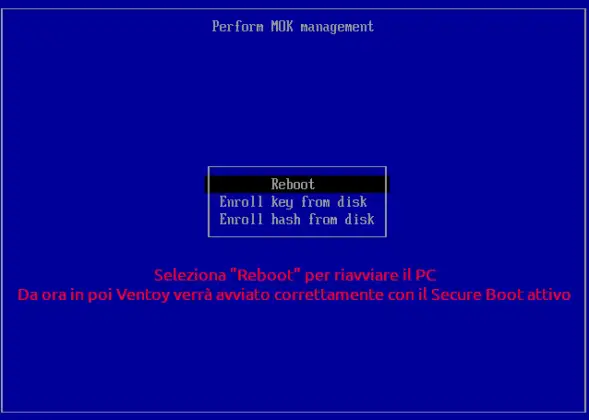 Perform MOK management
Reboot
Enroll key from disk
Enroll hash from disk
Seleziona "Reboot" per riavviare il PC
Da ora in poi Ventoy verrà avviato correttamente con il Secure Boot attivo